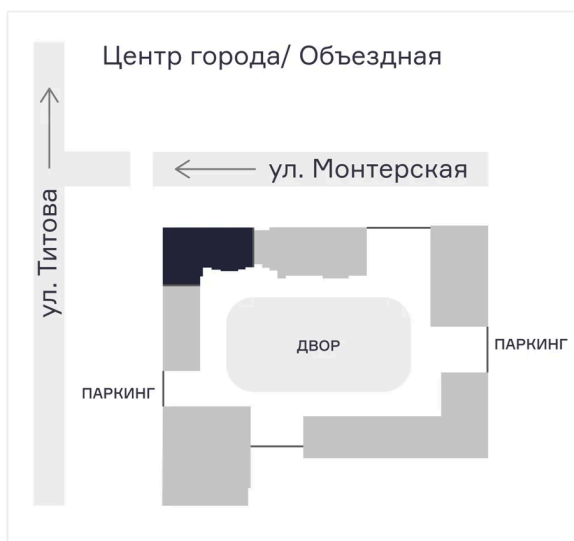 Центр города/ Объездная
ул. Монтерская
ул. Титова
ДВОР
ПАРКИНГ
ПАРКИНГ